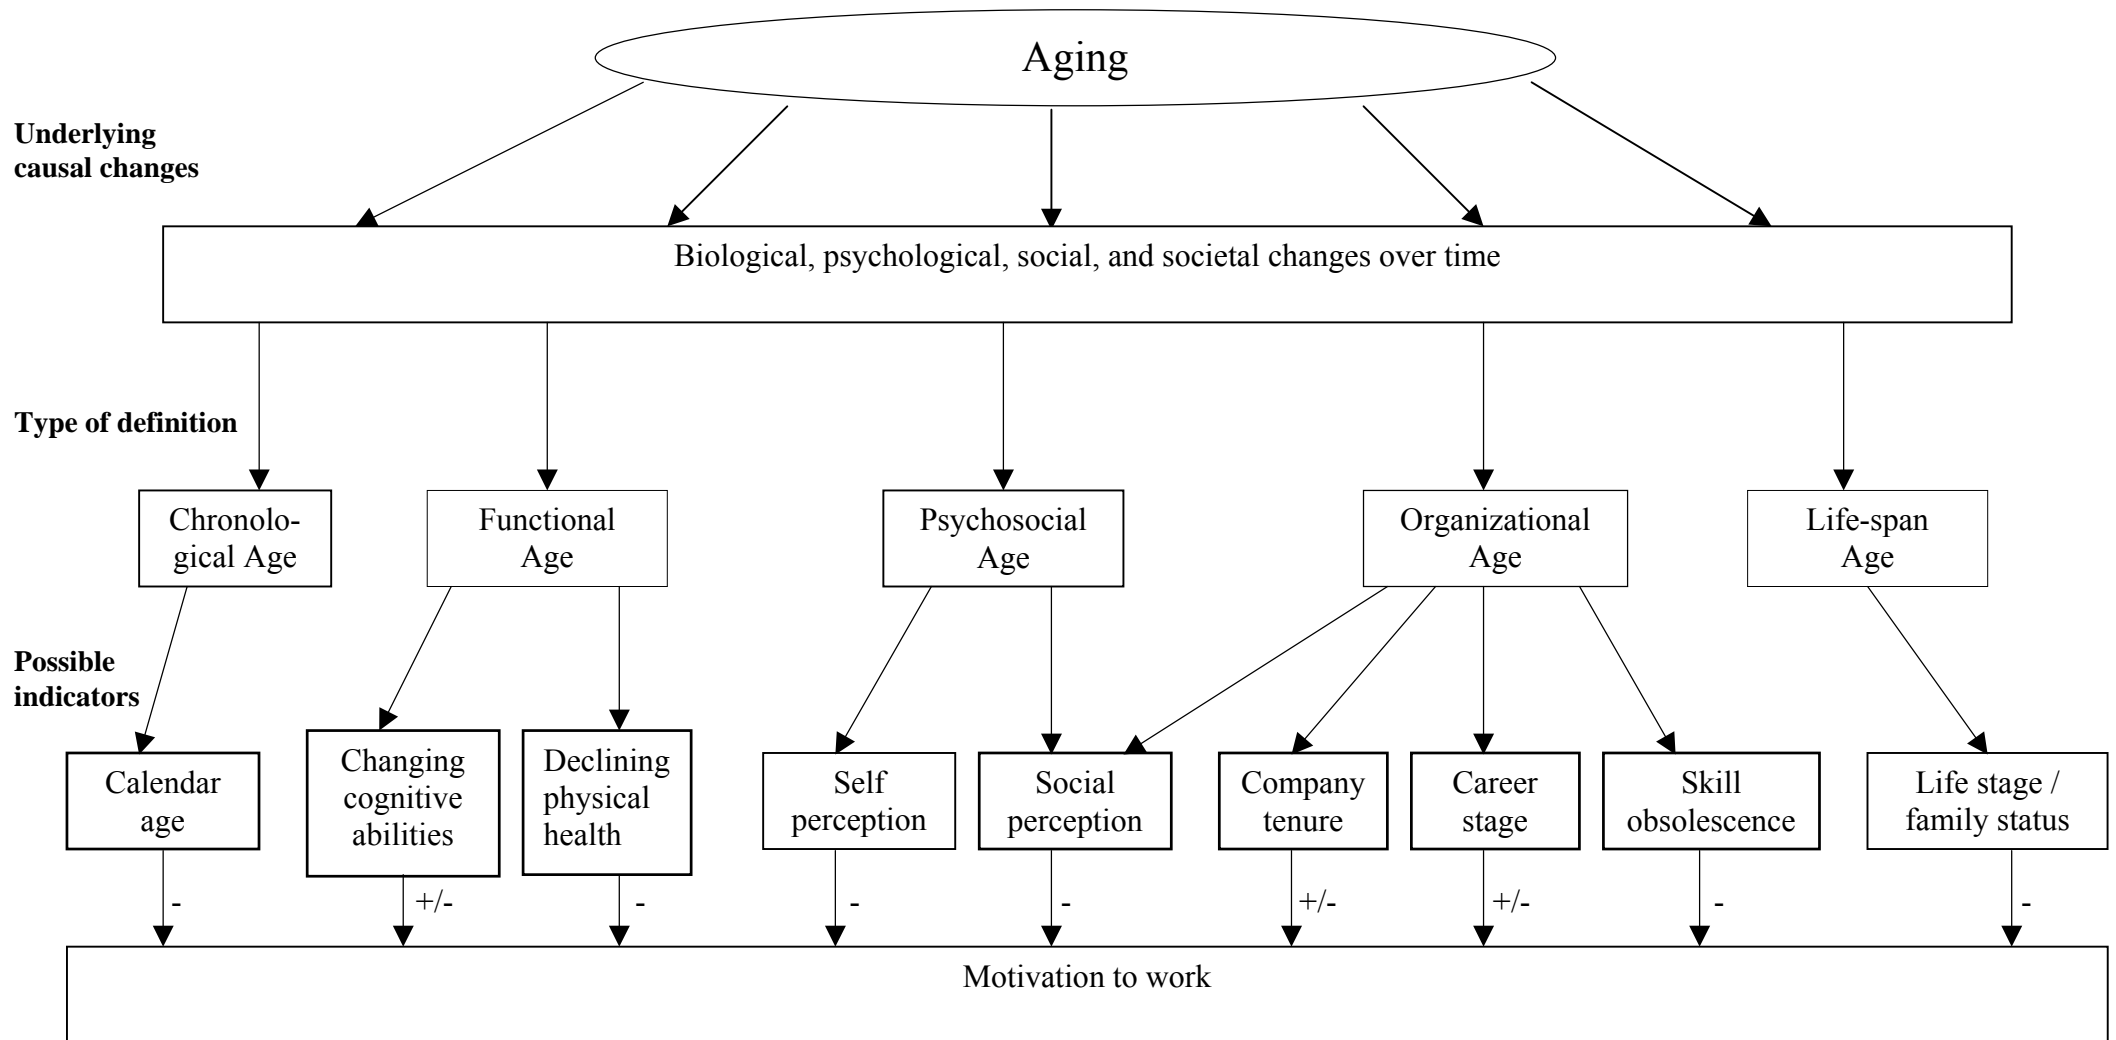 Aging
Underlying
causal changes
Biological, psychological, social, and societal changes over time
Type of definition
Chronolo-
gical Age
Functional
Age
Psychosocial
Age
Organizational
Age
Life-span
Age
Possible
indicators
Calendar
age
Changing
cognitive
abilities
Declining
physical
health
Self
perception
Social
perception
Company
tenure
Career
stage
Skill
obsolescence
Life stage /
family status
-
+/-
-
-
-
+/-
+/-
-
-
Motivation to work